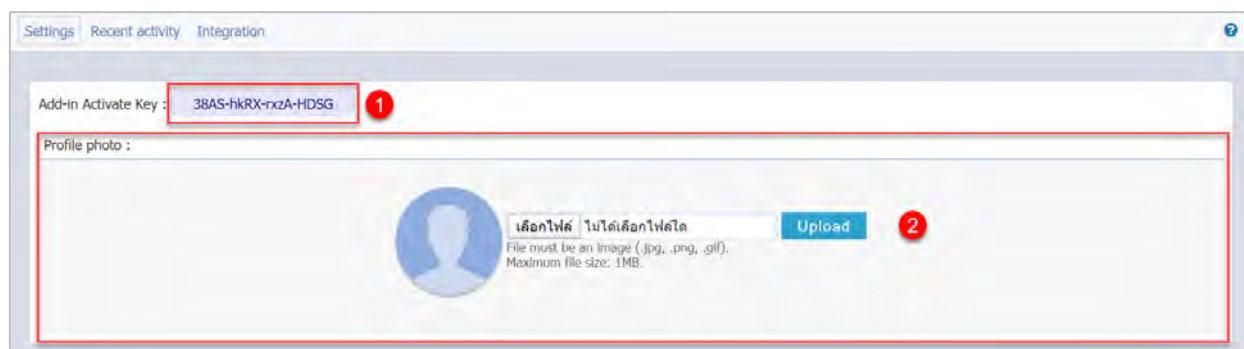 Settings Recent activity Integration
Add-in Activate Key : 38AS-hkRX-rxzA-HDSG 1
Profile photo :
เลือกไฟล์ ไม่ได้เลือกไฟล์ใด Upload 2
File must be an image (.jpg, .png, .gif).
Maximum file size: 1MB.